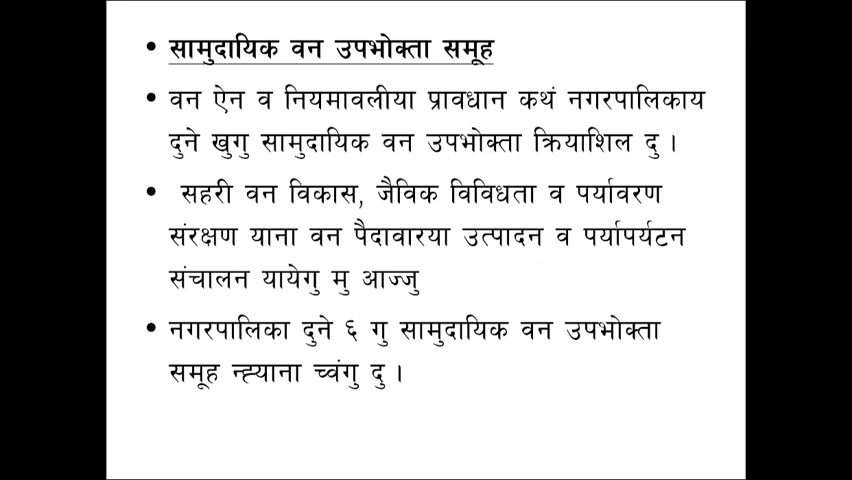 • सामुदायिक वन उपभोक्ता समूह
• वन ऐन व नियमावलीया प्रावधान कथं नगरपालिकाय
दुने खुगु सामुदायिक वन उपभोक्ता क्रियाशिल दु ।
• सहरी वन विकास, जैविक विविधता व पर्यावरण
संरक्षण याना वन पैदावारया उत्पादन व पर्यापर्यटन
संचालन यायेगु मु आज्जु
• नगरपालिका दुने ६ गु सामुदायिक वन उपभोक्ता
समूह न्ह्याना च्वंगु दु ।